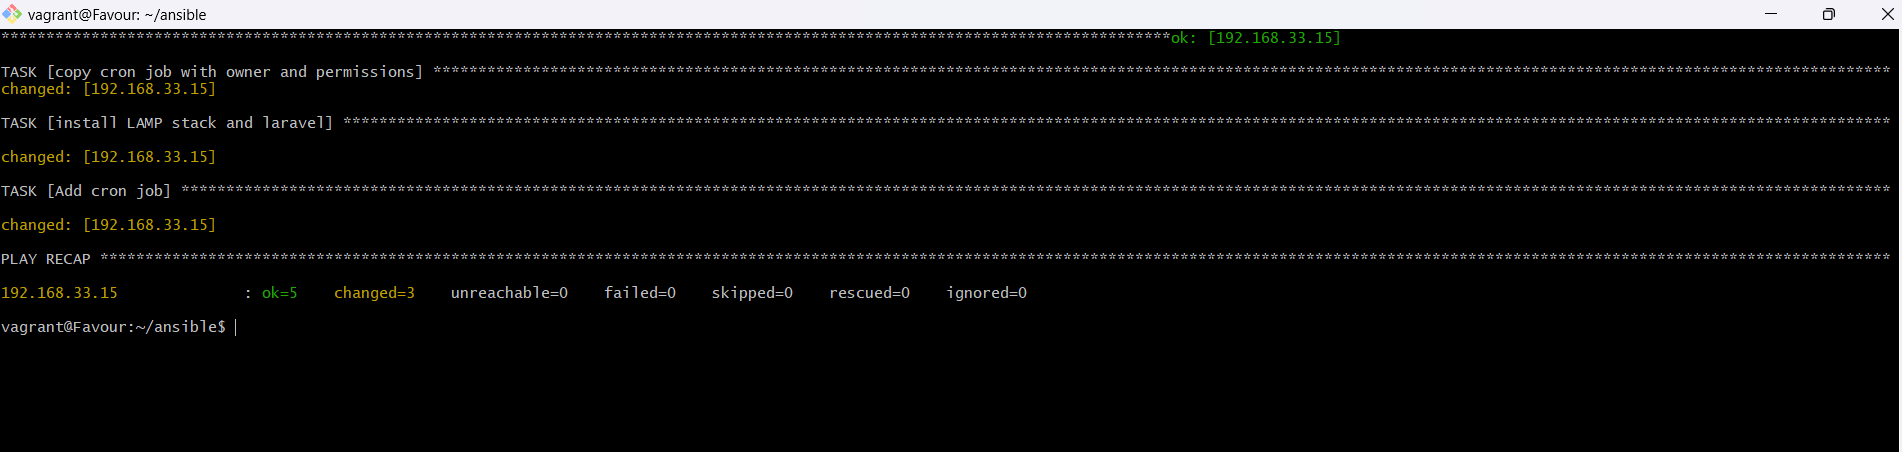 vagrant@Favour: ~/ansible
**********************************************************************************************************************************ok: [192.168.33.15]
TASK [copy cron job with owner and permissions] ******************************************************************************************************************************************************************
changed: [192.168.33.15]
TASK [install LAMP stack and laravel] ****************************************************************************************************************************************************************************
changed: [192.168.33.15]
TASK [Add cron job] **********************************************************************************************************************************************************************************************
changed: [192.168.33.15]
PLAY RECAP *******************************************************************************************************************************************************************************************************
192.168.33.15              : ok=5    changed=3    unreachable=0    failed=0    skipped=0    rescued=0    ignored=0
vagrant@Favour:~/ansible$